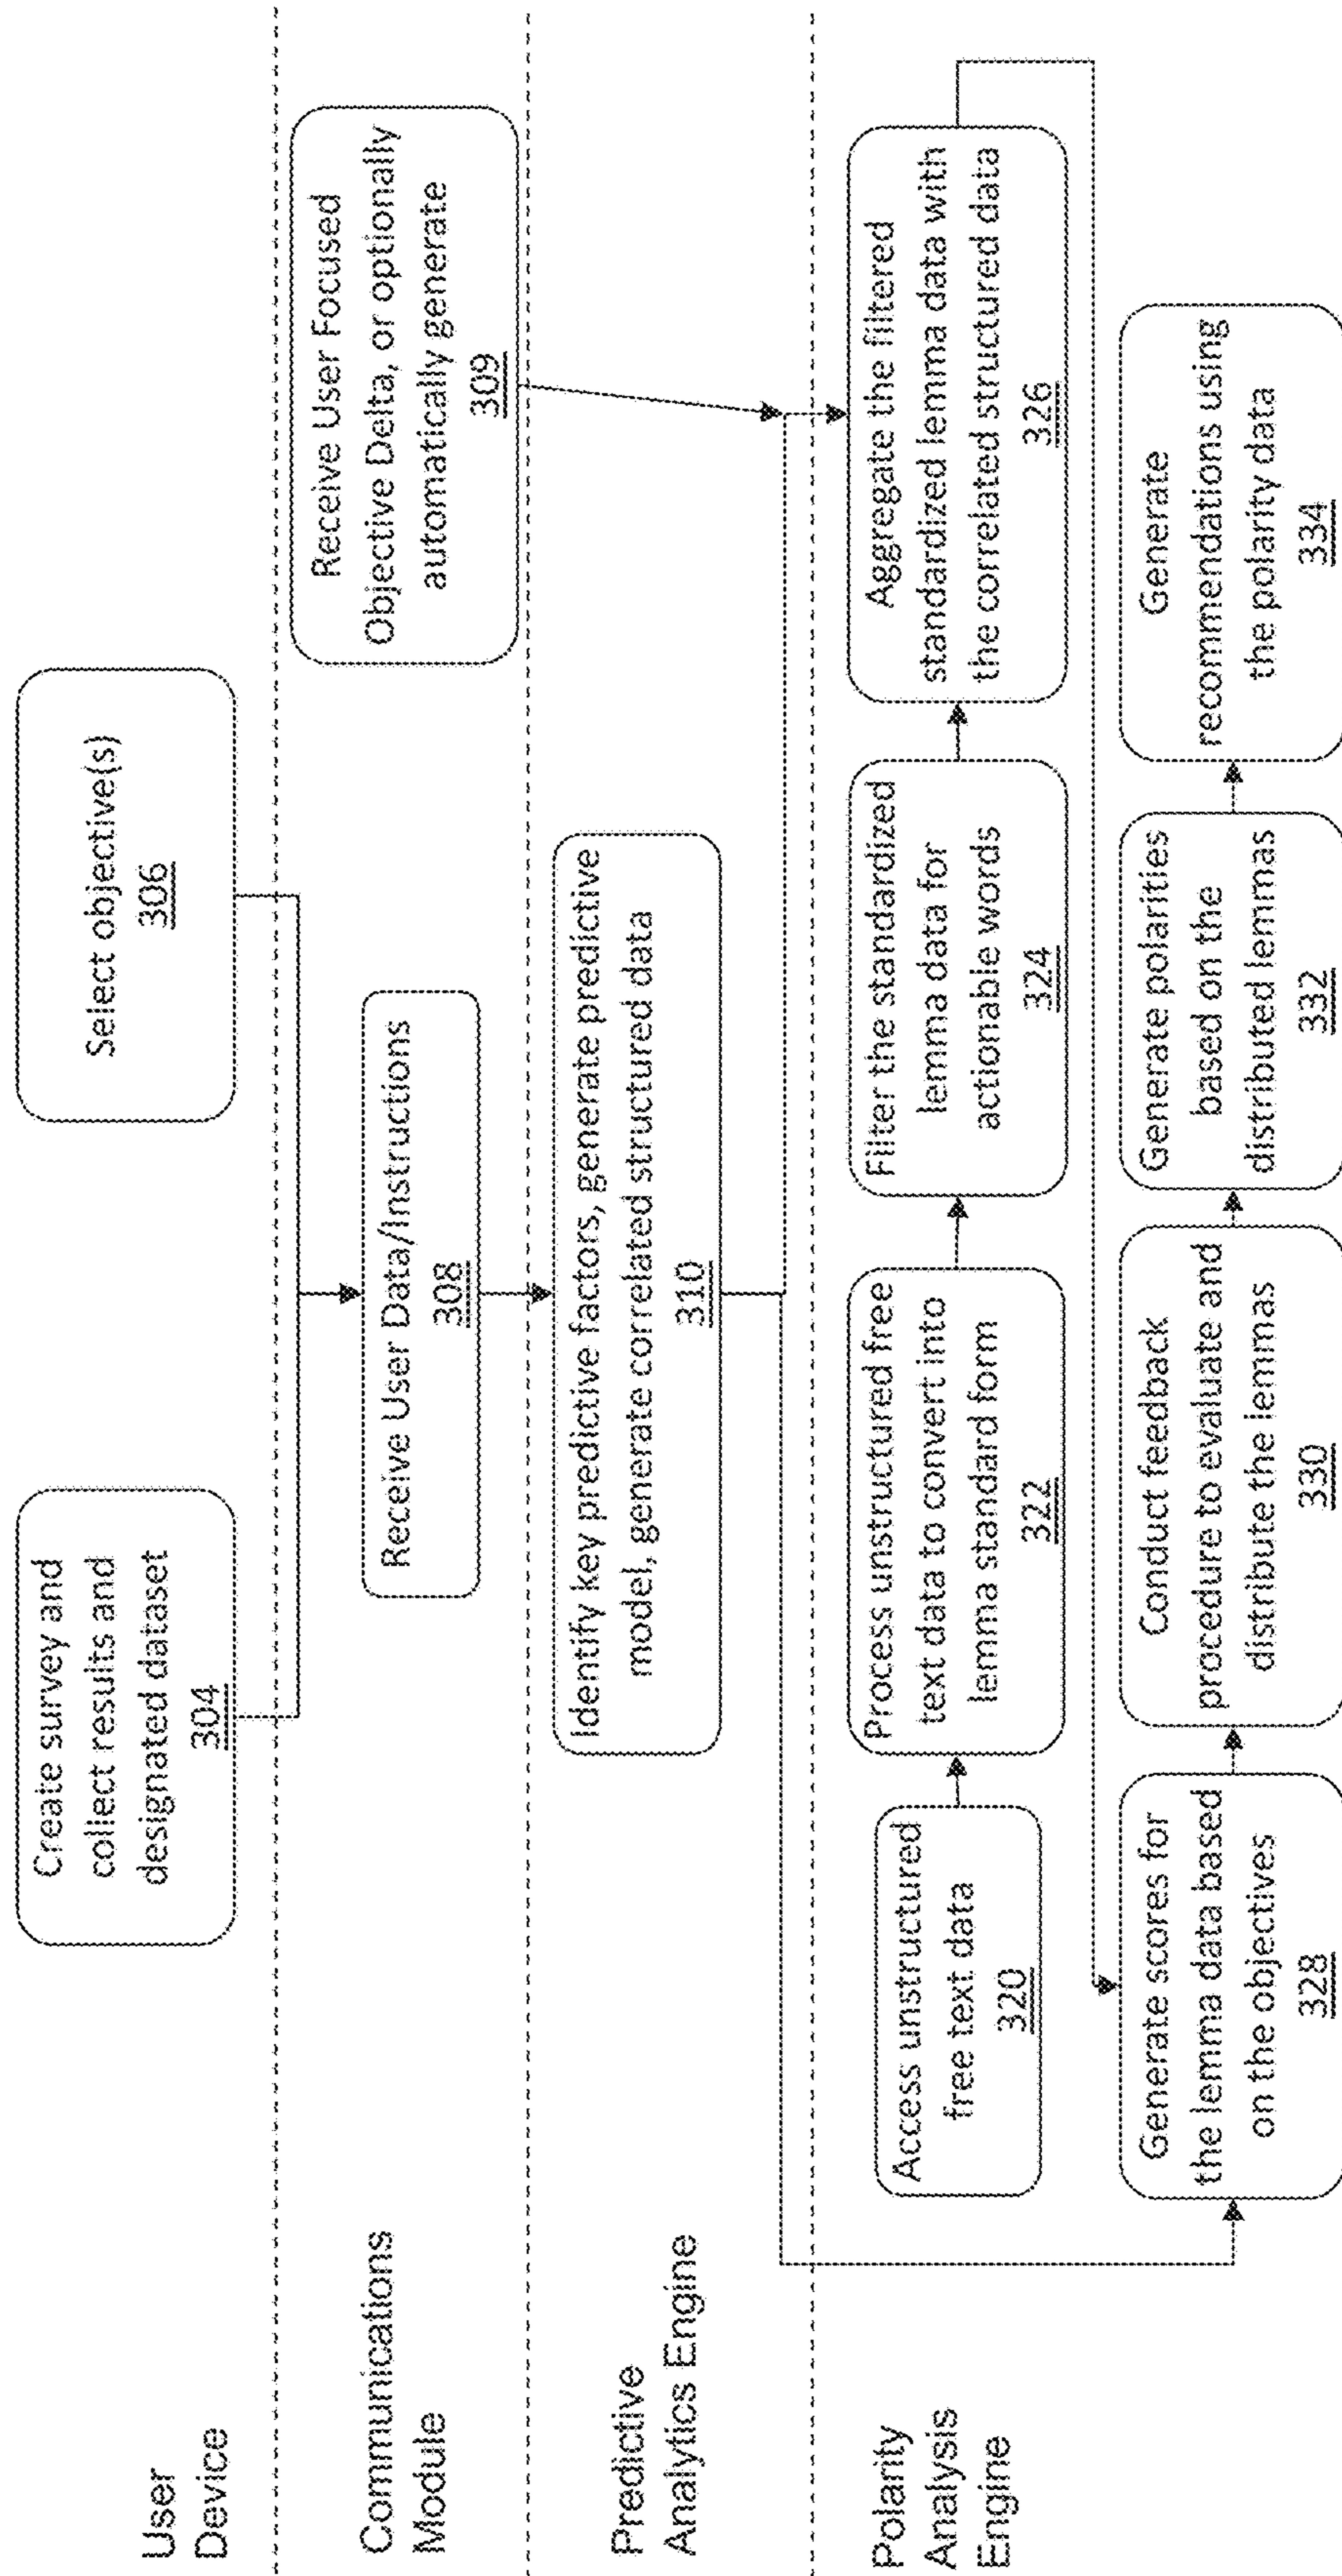 User
Device
Create survey and
collect results and
designated dataset
304
Select objective(s)
306
Communications
Module
Receive User Data/Instructions
308
Receive User Focused
Objective Delta, or optionally
automatically generate
309
Predictive
Analytics Engine
Identify key predictive factors, generate predictive
model, generate correlated structured data
310
Polarity
Analysis
Engine
Access unstructured
free text data
320
Process unstructured free
text data to convert into
lemma standard form
322
Filter the standardized
lemma data for
actionable words
324
Aggregate the filtered
standardized lemma data with
the correlated structured data
326
Generate scores for
the lemma data based
on the objectives
328
Conduct feedback
procedure to evaluate and
distribute the lemmas
330
Generate polarities
based on the
distributed lemmas
332
Generate
recommendations using
the polarity data
334